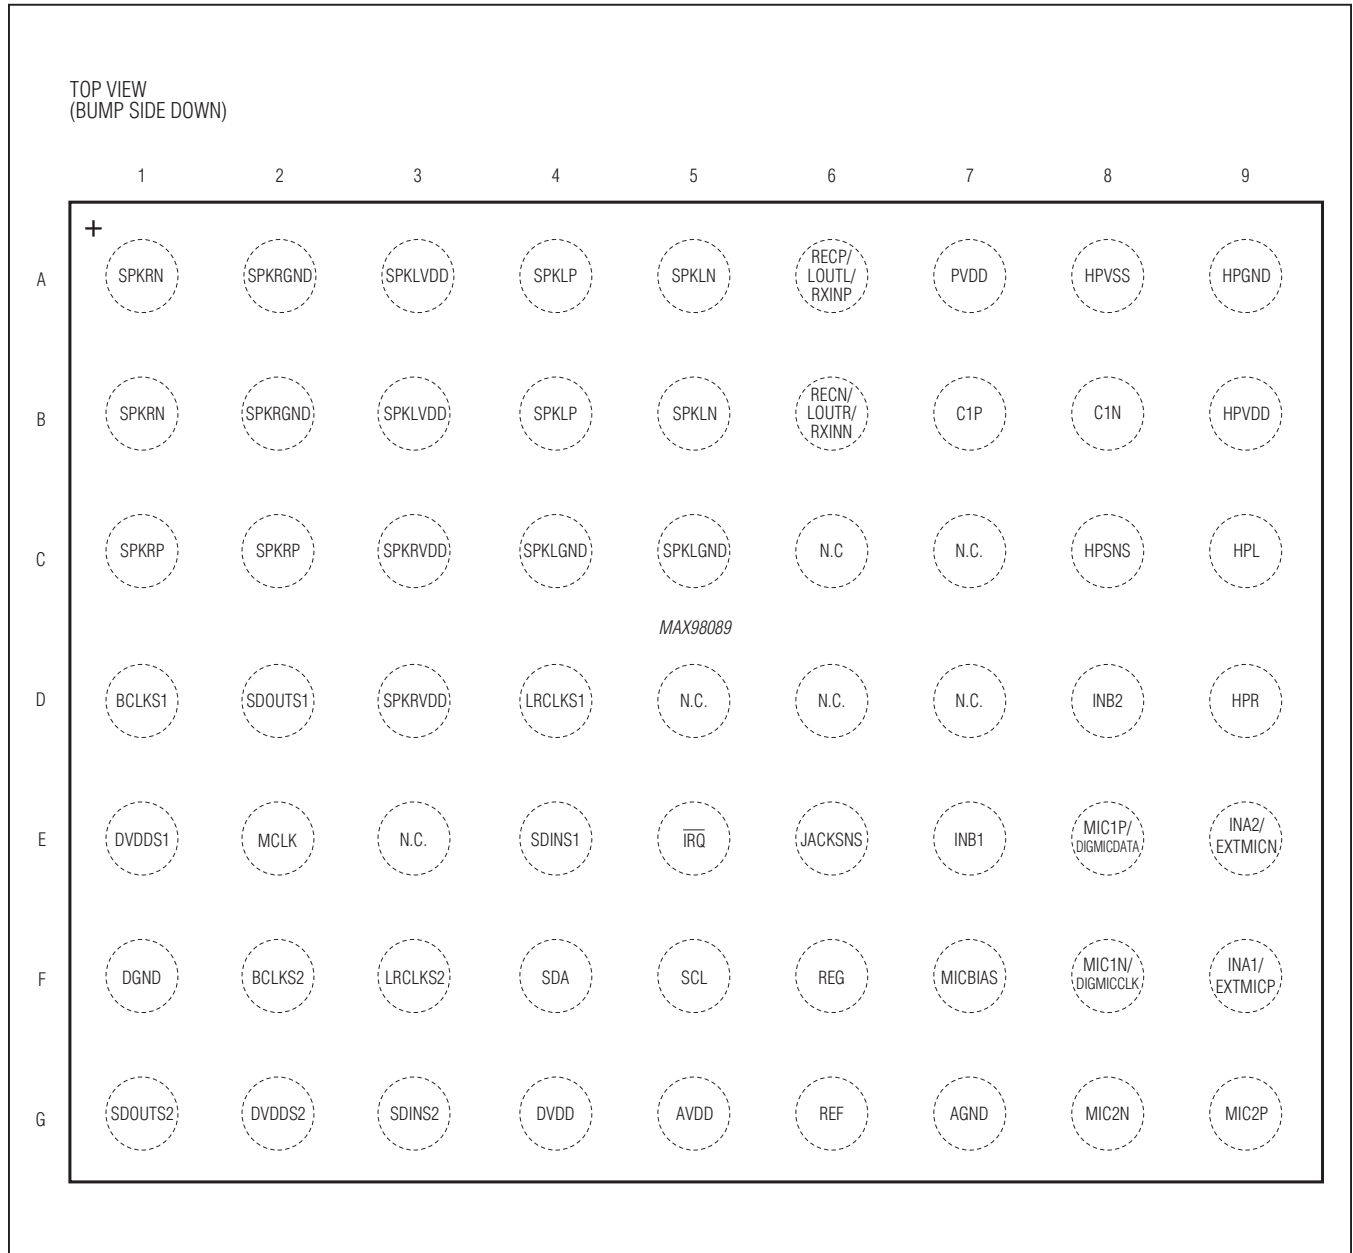 TOP VIEW
(BUMP SIDE DOWN)
1 2 3 4 5 6 7 8 9
+
A
SPKRN
SPKRGND
SPKLVDD
SPKLP
SPKLN
RECP/
LOUTL/
RXINP
PVDD
HPVSS
HPGND
B
SPKRN
SPKRGND
SPKLVDD
SPKLP
SPKLN
RECN/
LOUTR/
RXINN
C1P
C1N
HPVDD
C
SPKRP
SPKRP
SPKRVDD
SPKLGND
SPKLGND
N.C
N.C.
HPSNS
HPL
MAX98089
D
BCLKS1
SDOUTS1
SPKRVDD
LRCLKS1
N.C.
N.C.
N.C.
INB2
HPR
E
DVDDS1
MCLK
N.C.
SDINS1
IRQ
JACKSNS
INB1
MIC1P/
DIGMICDATA
INA2/
EXTMICN
F
DGND
BCLKS2
LRCLKS2
SDA
SCL
REG
MICBIAS
MIC1N/
DIGMICCLK
INA1/
EXTMICP
G
SDOUTS2
DVDDS2
SDINS2
DVDD
AVDD
REF
AGND
MIC2N
MIC2P